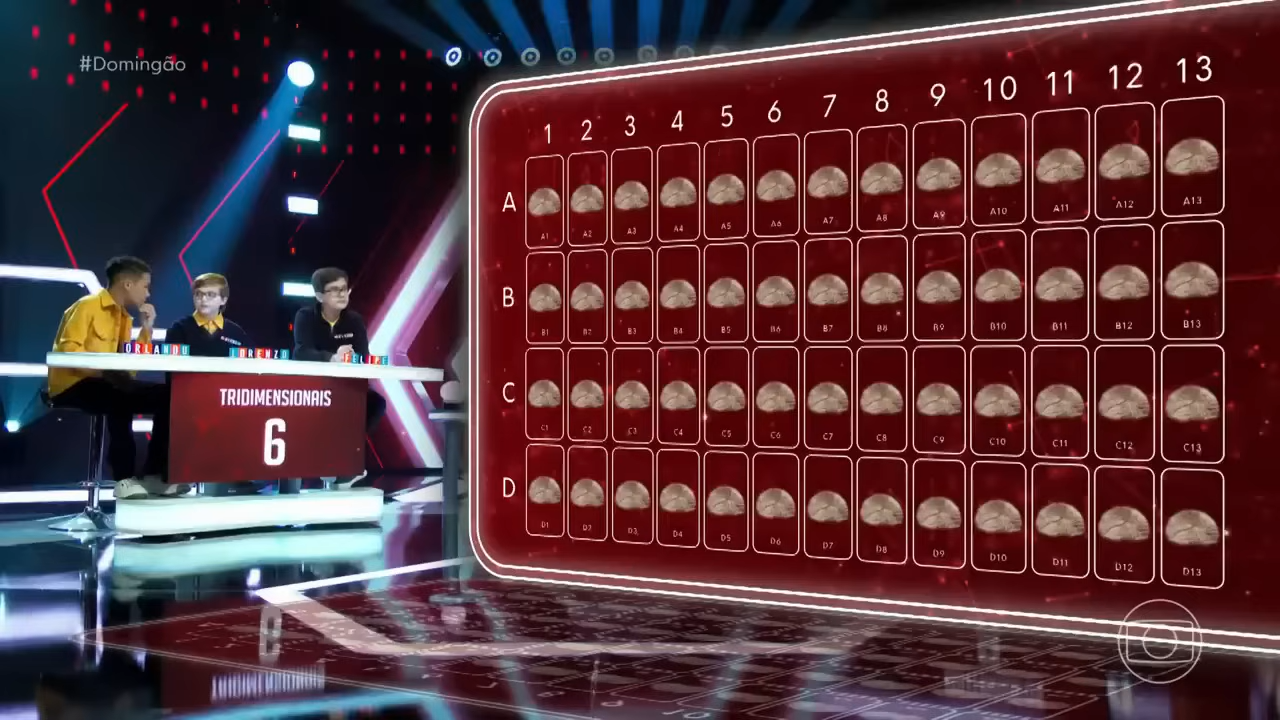 #Domingão
1 2 3 4 5 6 7 8 9 10 11 12 13
A
A1 A2 A3 A4 A5 A6 A7 A8 A9 A10 A11 A12 A13
B
B1 B2 B3 B4 B5 B6 B7 B8 B9 B10 B11 B12 B13
C
C1 C2 C3 C4 C5 C6 C7 C8 C9 C10 C11 C12 C13
D
D1 D2 D3 D4 D5 D6 D7 D8 D9 D10 D11 D12 D13
ORLANDO LORENZO FELIPE
TRIDIMENSIONAIS
6